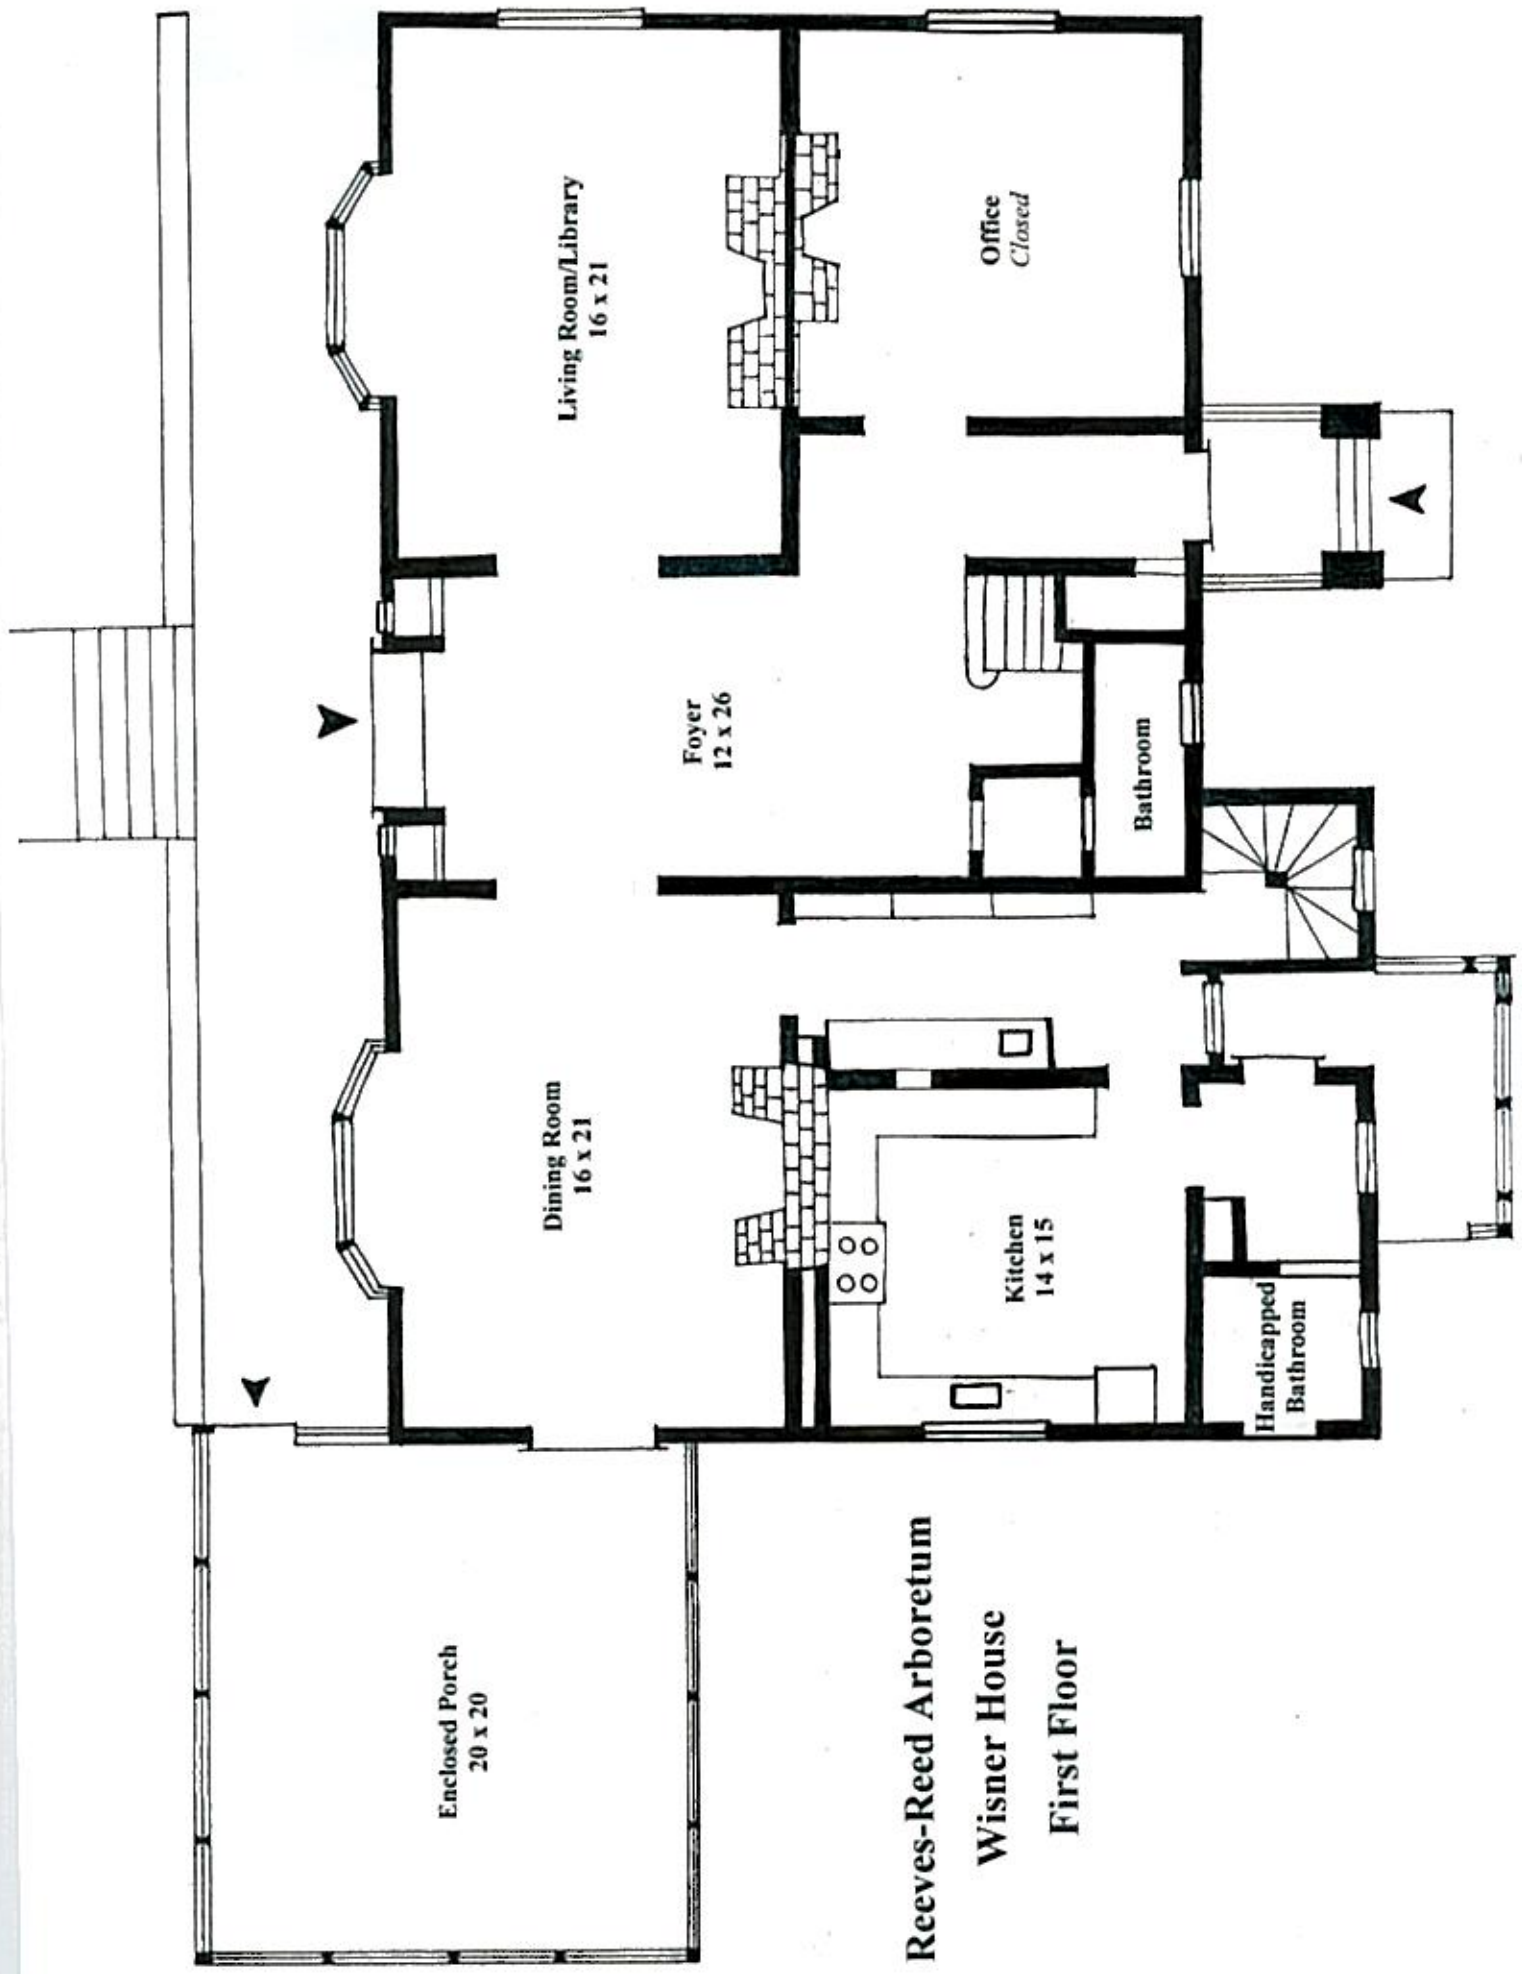 Living Room/Library
16 x 21
Office
Closed
Foyer
12 x 26
Bathroom
Dining Room
16 x 21
Kitchen
14 x 15
Handicapped
Bathroom
Enclosed Porch
20 x 20
Reeves-Reed Arboretum
Wisner House
First Floor